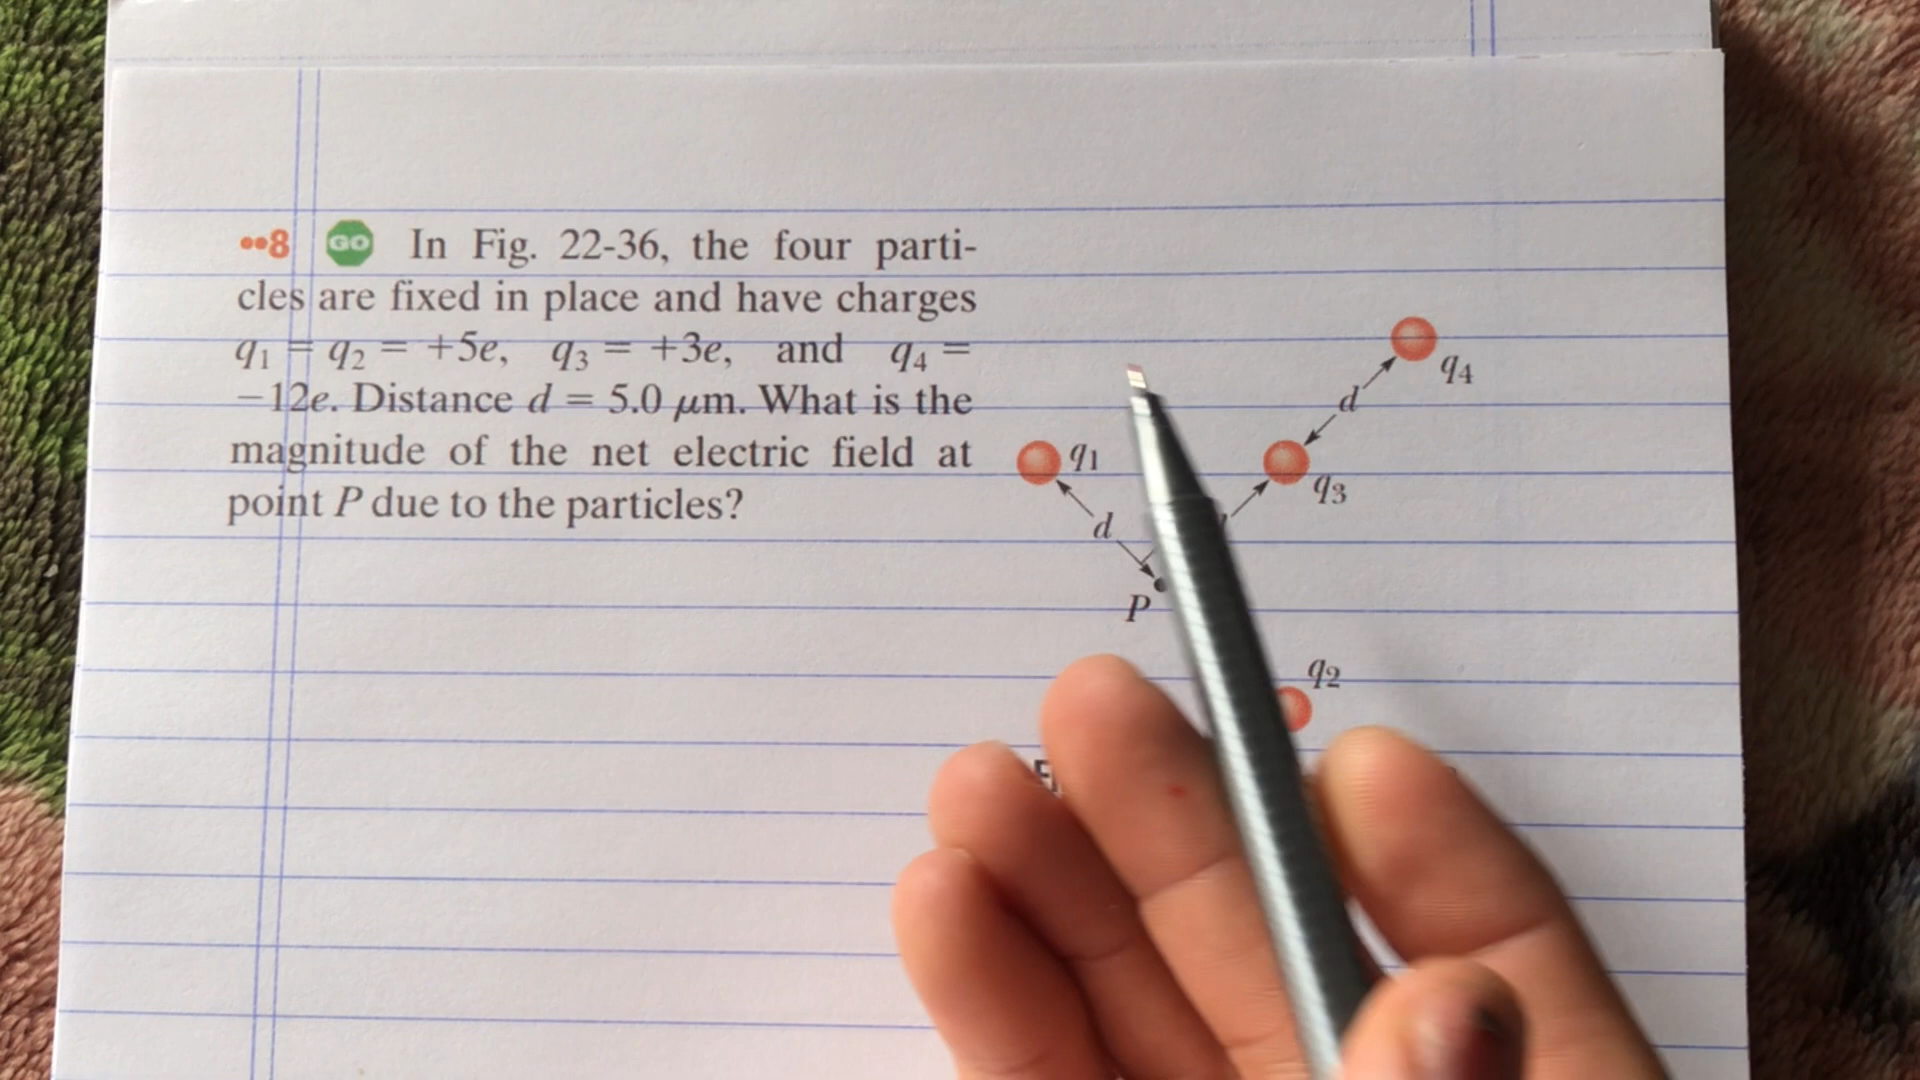 ••8 GO In Fig. 22-36, the four parti-
cles are fixed in place and have charges
q₁ = q₂ = +5e, q₃ = +3e, and q₄ =
−12e. Distance d = 5.0 μm. What is the
magnitude of the net electric field at
point P due to the particles?
q₄
d
q₁
q₃
d
P
q₂